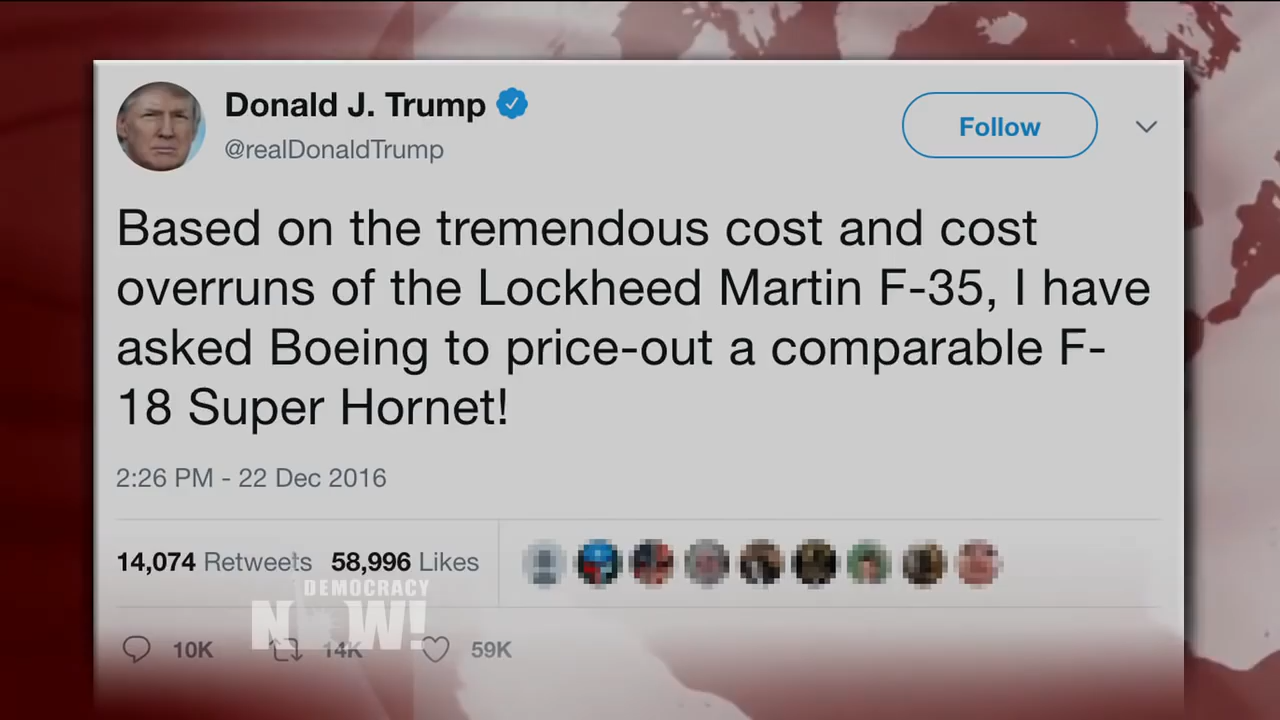 Donald J. Trump
@realDonaldTrump
Follow
Based on the tremendous cost and cost
overruns of the Lockheed Martin F-35, I have
asked Boeing to price-out a comparable F-
18 Super Hornet!
2:26 PM - 22 Dec 2016
14,074 Retweets 58,996 Likes
DEMOCRACY
NOW!
10K 14K 59K